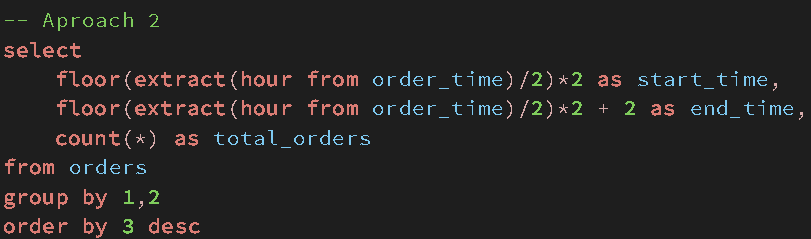 -- Aproach 2
select
    floor(extract(hour from order_time)/2)*2 as start_time,
    floor(extract(hour from order_time)/2)*2 + 2 as end_time,
    count(*) as total_orders
from orders
group by 1,2
order by 3 desc